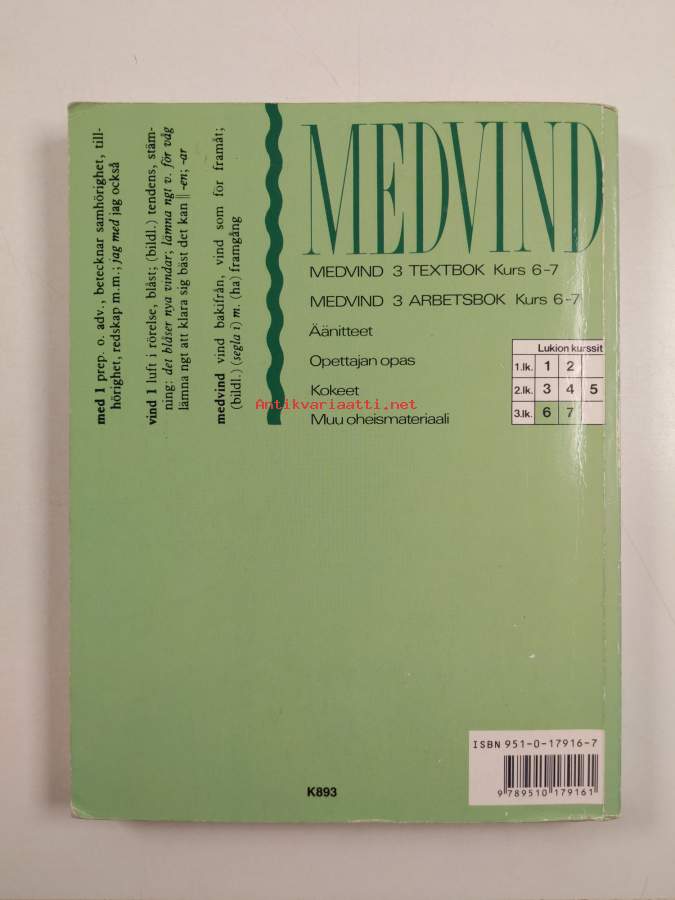 med 1 prep. o. adv., betecknar samhörighet, till-
hörighet, redskap m.m.; jag med jag också
vind 1 luft i rörelse, blåst; (bildl.) tendens, stäm-
ning: det blåser nya vindar; lämna ngt v. för våg
lämna ngt att klara sig bäst det kan || -en; -ar
medvind vind bakifrån, vind som for framåt;
(bildl.) (segla i) m. (ha) framgång
MEDVIND
MEDVIND 3 TEXTBOK Kurs 6-7
MEDVIND 3 ARBETSBOK Kurs 6-7
Äänitteet
Opettajan opas
Kokeet
Muu oheismateriaali
Lukion kurssit
1.lk. 1 2
2.lk. 3 4 5
3.lk. 6 7
Antikvariaatti.net
ISBN 951-0-17916-7
9 789510 179161
K893